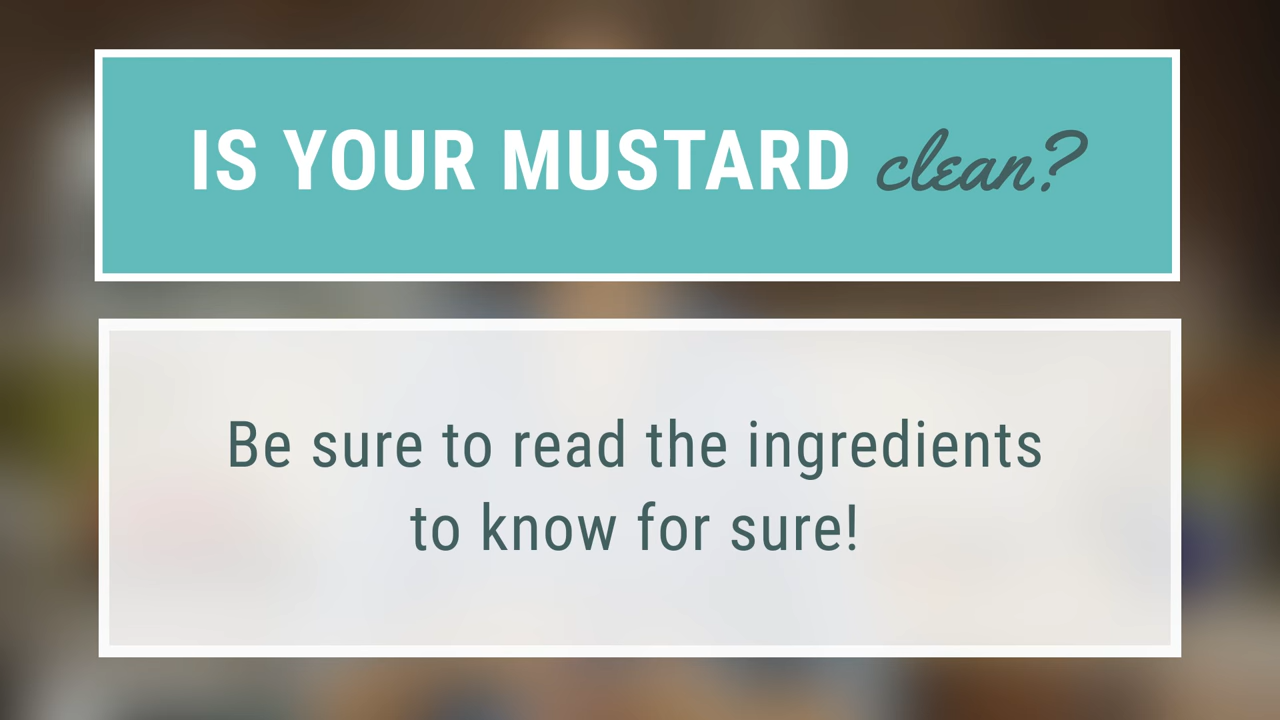 IS YOUR MUSTARD clean?
Be sure to read the ingredients
to know for sure!